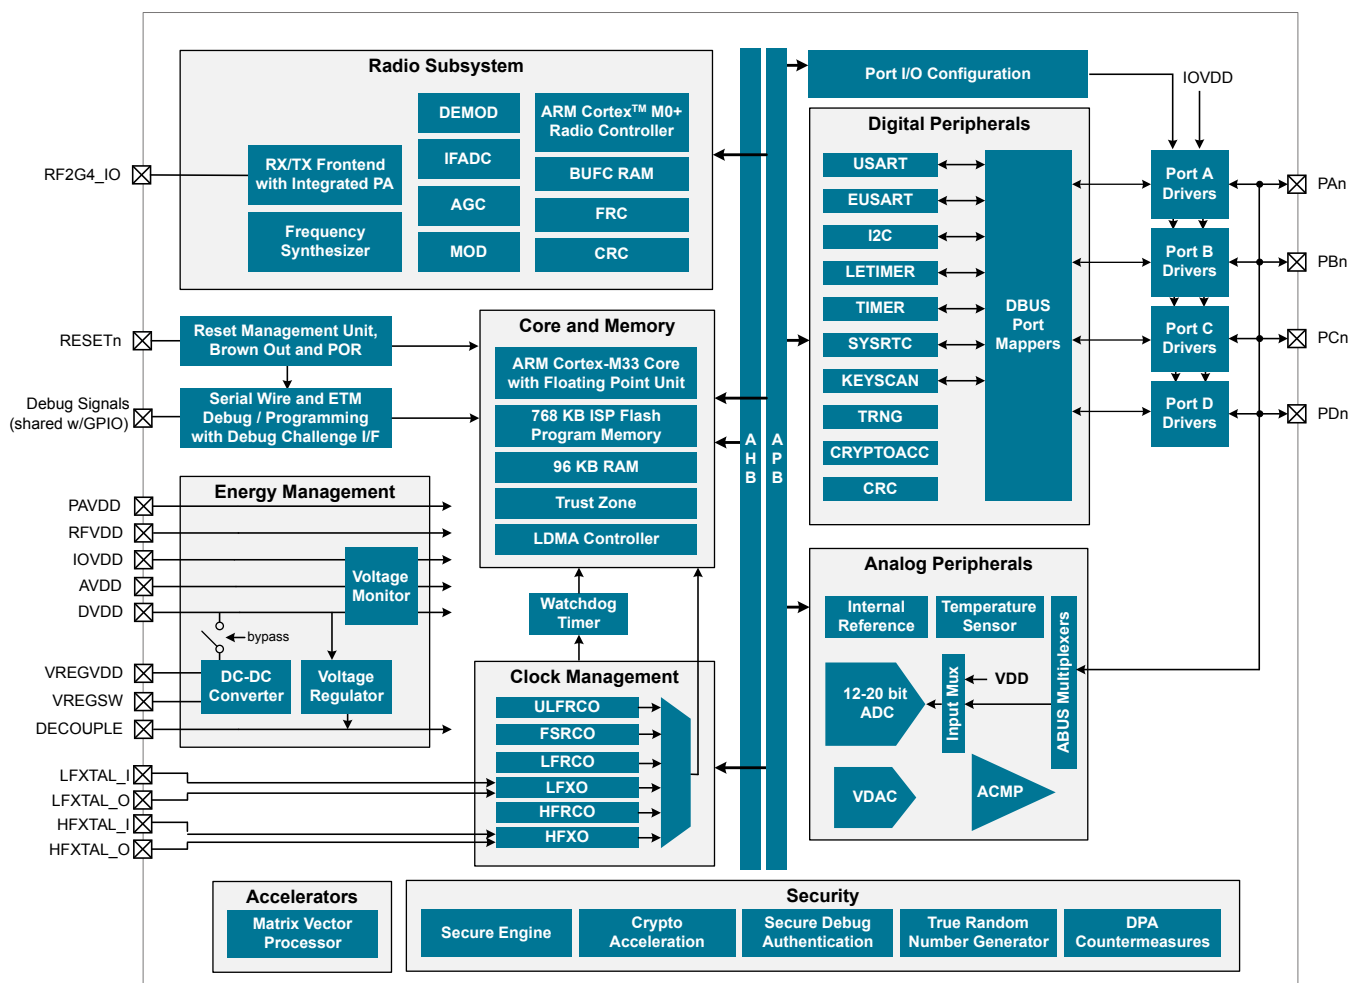 Radio Subsystem
DEMOD
ARM Cortex™ M0+
Radio Controller
RX/TX Frontend
with Integrated PA
IFADC
BUFC RAM
AGC
FRC
Frequency
Synthesizer
MOD
CRC
RF2G4_IO
RESETn
Reset Management Unit,
Brown Out and POR
Debug Signals
(shared w/GPIO)
Serial Wire and ETM
Debug / Programming
with Debug Challenge I/F
Core and Memory
ARM Cortex-M33 Core
with Floating Point Unit
768 KB ISP Flash
Program Memory
96 KB RAM
Trust Zone
LDMA Controller
Energy Management
PAVDD
RFVDD
IOVDD
AVDD
DVDD
Voltage
Monitor
bypass
VREGVDD
VREGSW
DECOUPLE
DC-DC
Converter
Voltage
Regulator
Watchdog
Timer
Clock Management
ULFRCO
FSRCO
LFRCO
LFXO
HFRCO
HFXO
LFXTAL_I
LFXTAL_O
HFXTAL_I
HFXTAL_O
AHB
APB
Port I/O Configuration
IOVDD
Digital Peripherals
USART
EUSART
I2C
LETIMER
TIMER
SYSRTC
KEYSCAN
TRNG
CRYPTOACC
CRC
DBUS
Port
Mappers
Port A
Drivers
Port B
Drivers
Port C
Drivers
Port D
Drivers
PAn
PBn
PCn
PDn
Analog Peripherals
Internal
Reference
Temperature
Sensor
12-20 bit
ADC
Input Mux
VDD
ABUS Multiplexers
VDAC
ACMP
Accelerators
Matrix Vector
Processor
Security
Secure Engine
Crypto
Acceleration
Secure Debug
Authentication
True Random
Number Generator
DPA
Countermeasures